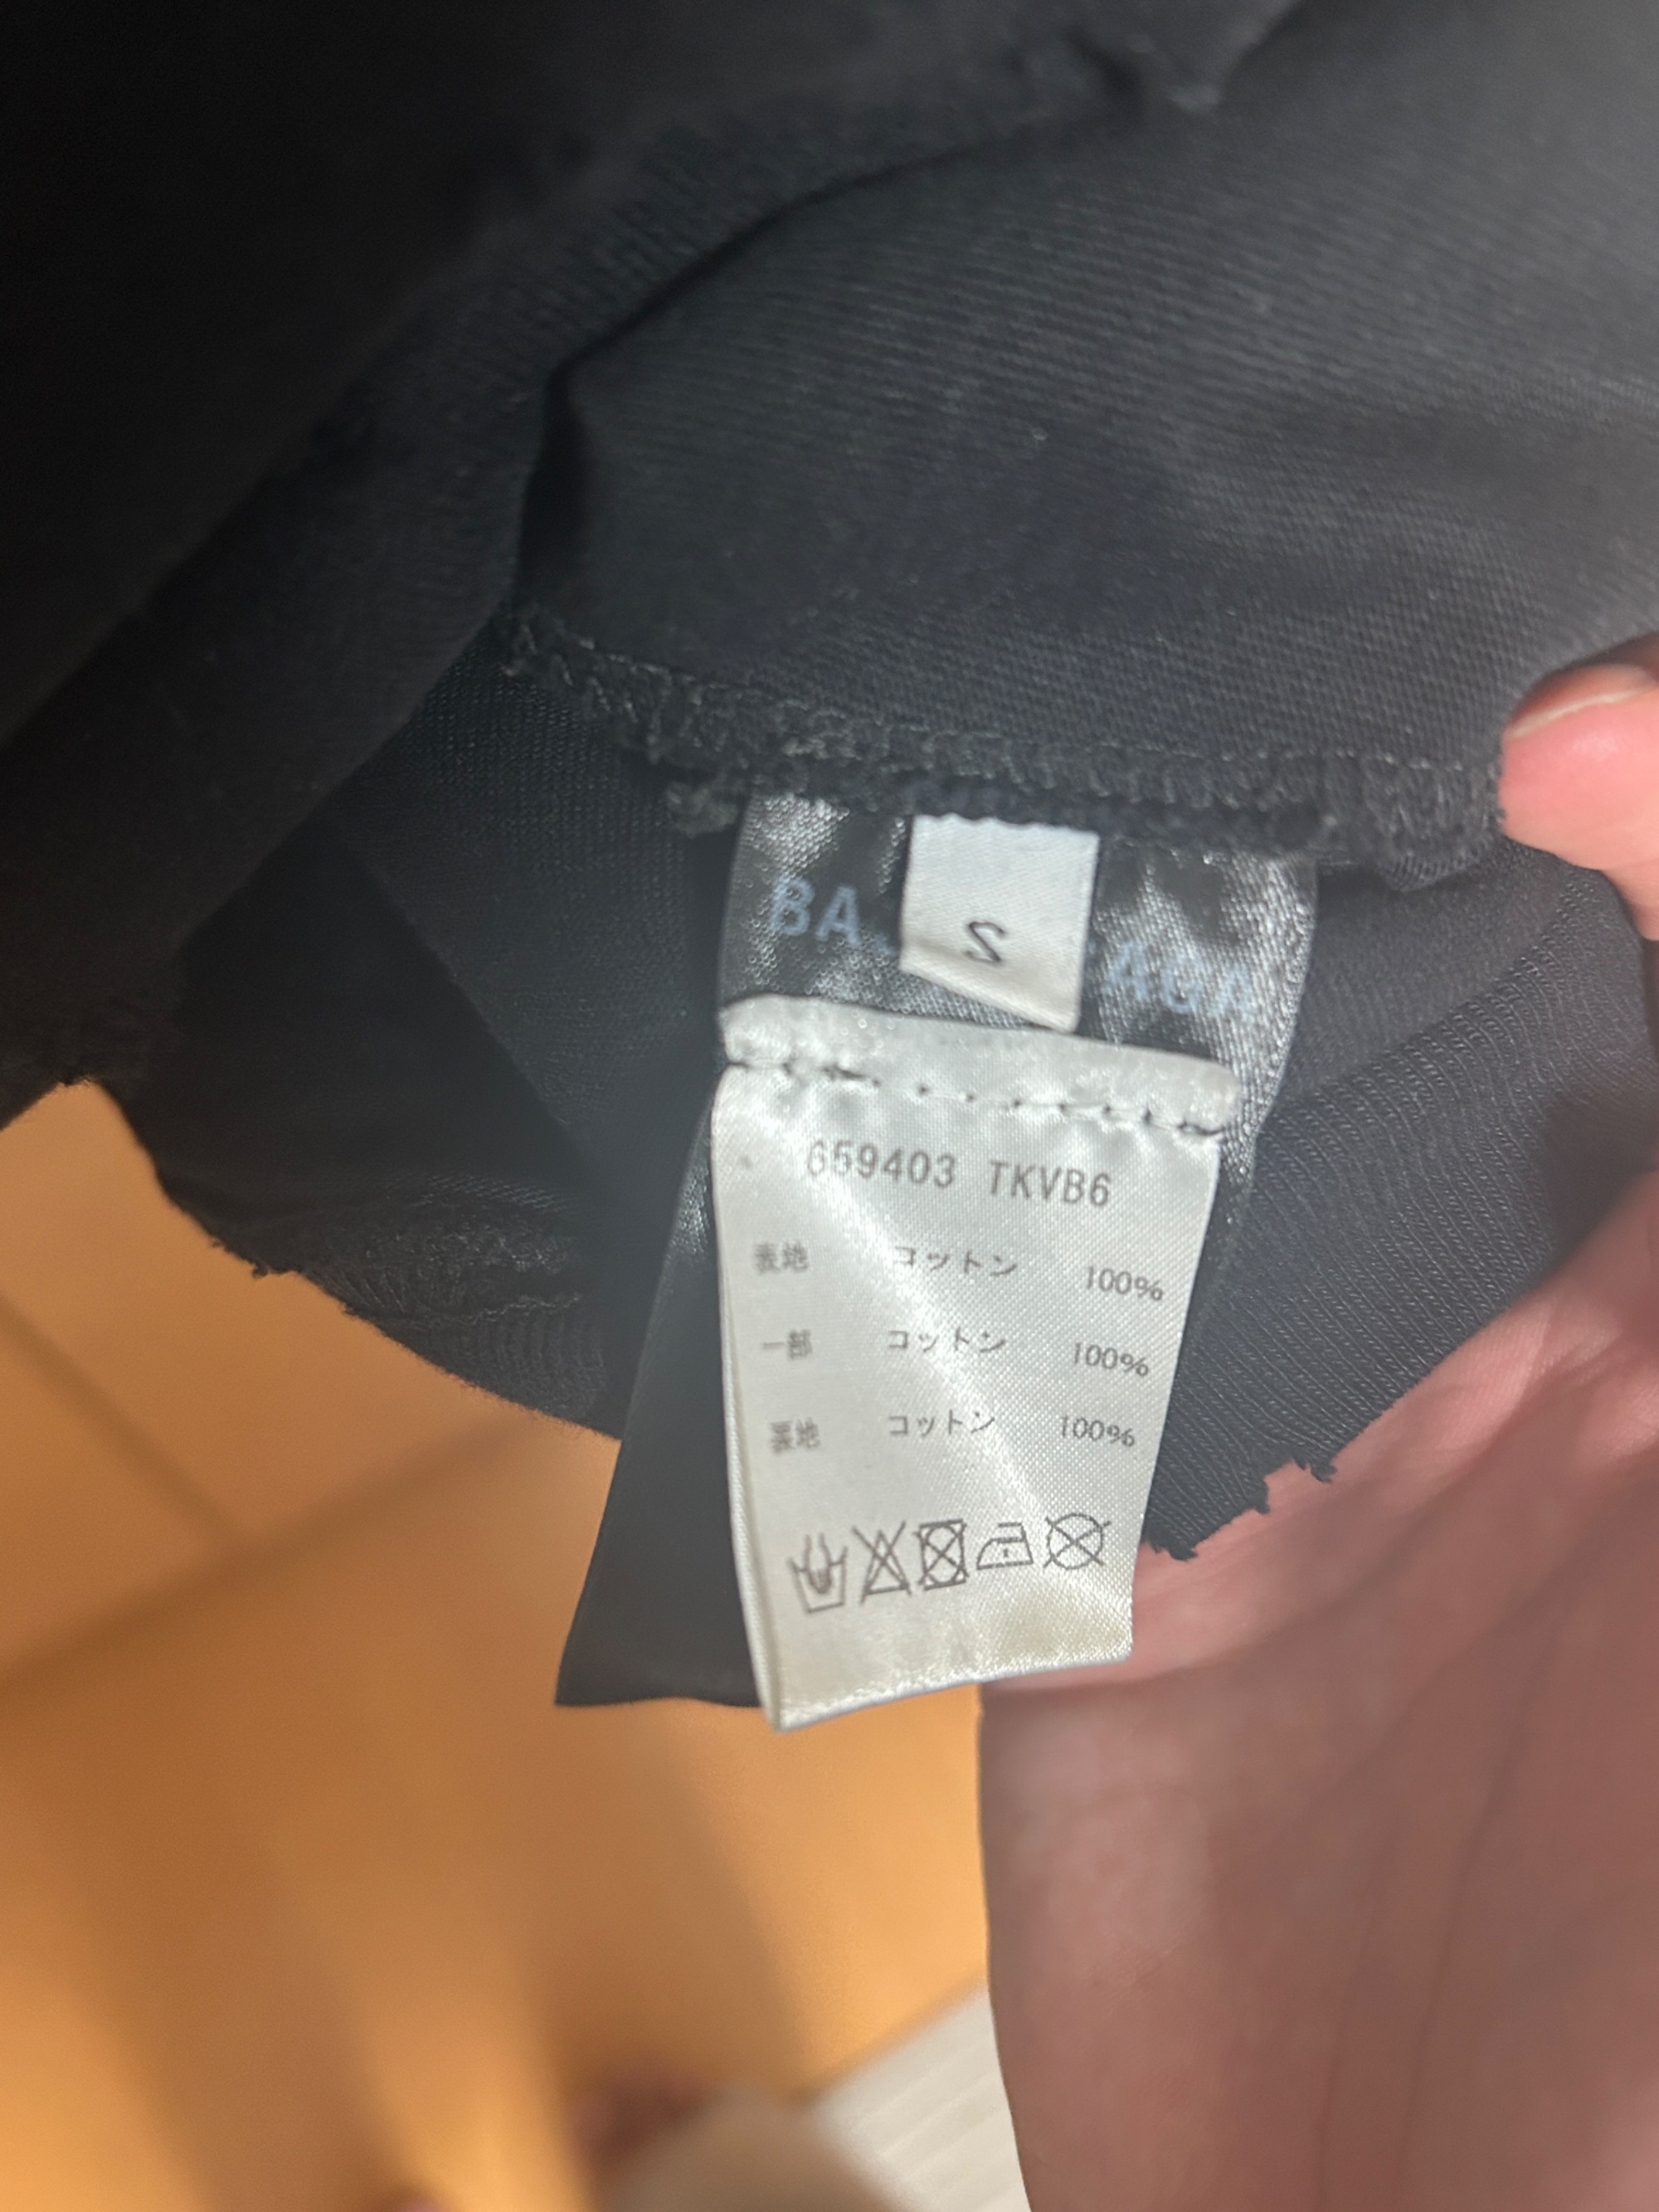 S
659403 TKVB6
表地 コットン 100%
一部 コットン 100%
裏地 コットン 100%